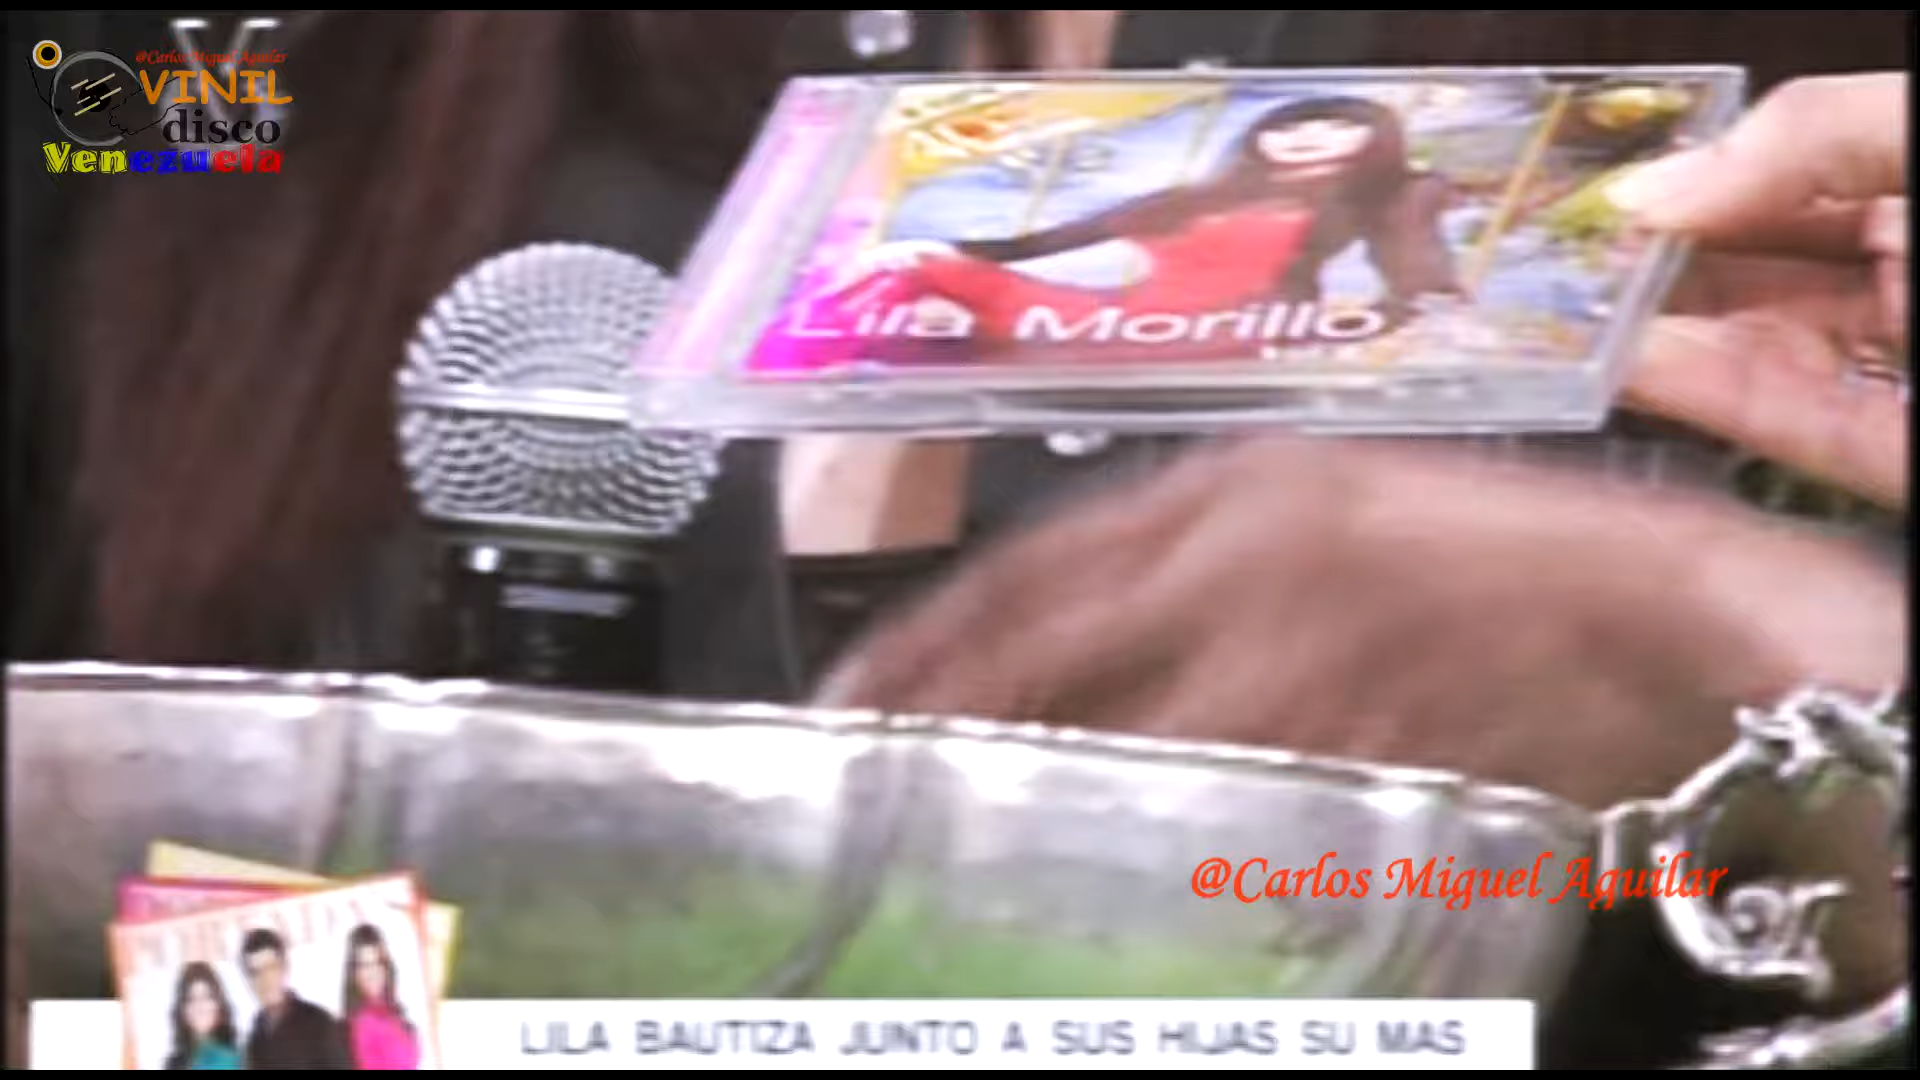 @Carlos Miguel Aguilar
VINIL
disco
Venezuela
Lila Morillo
@Carlos Miguel Aguilar
LILA BAUTIZA JUNTO A SUS HIJAS SU MAS